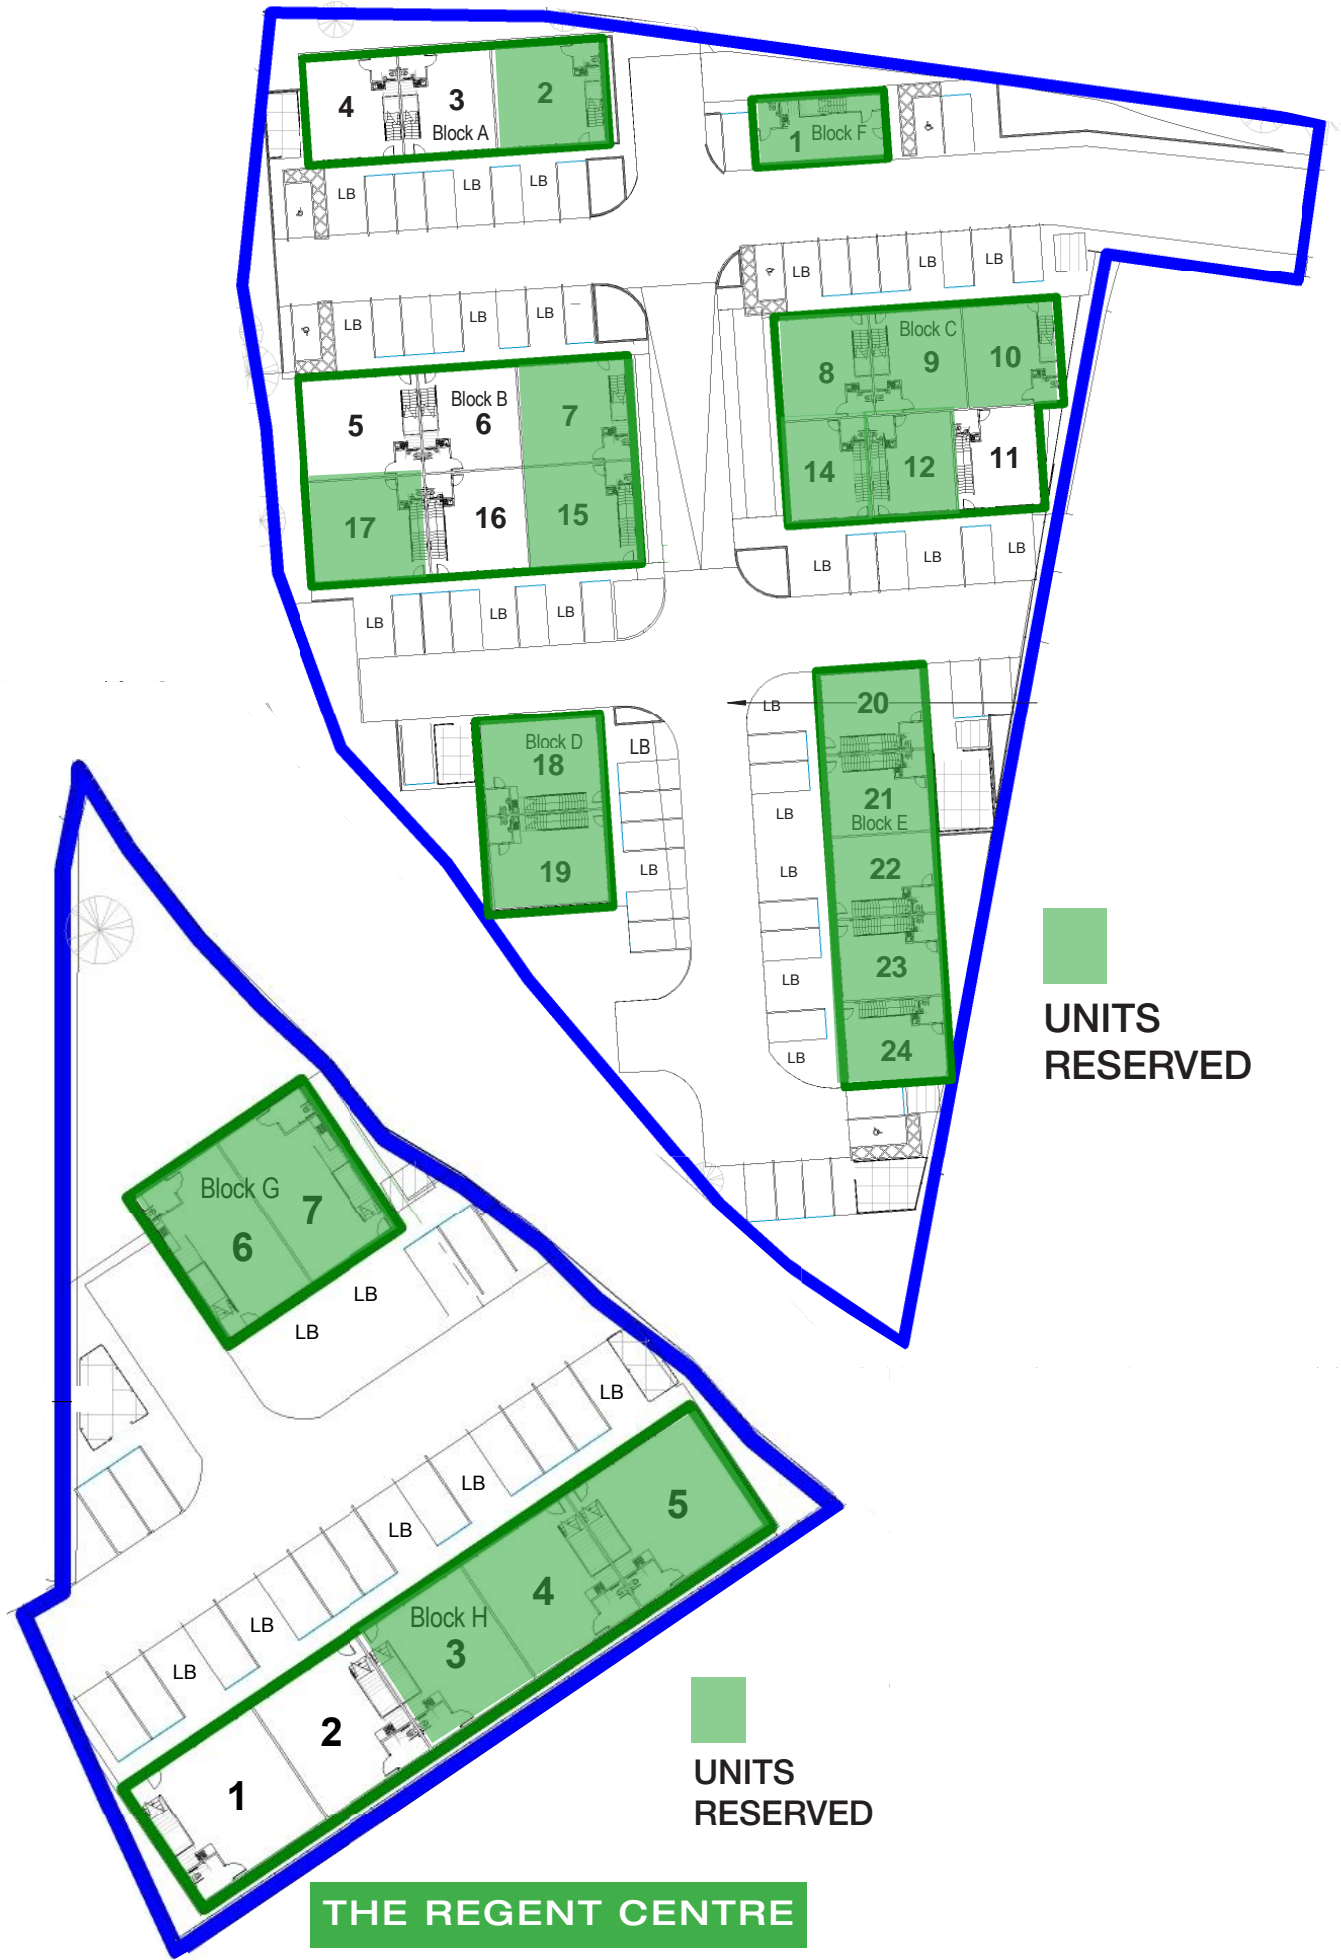 4
3
2
Block A
1
Block F
LB
LB
LB
LB
LB
LB
LB
LB
LB
Block C
8
9
10
14
12
11
Block B
5
6
7
17
16
15
LB
LB
LB
LB
LB
LB
20
21
Block E
22
23
24
LB
LB
LB
LB
LB
Block D
18
19
LB
LB
UNITS
RESERVED
Block G
6
7
LB
LB
LB
LB
LB
LB
LB
5
4
Block H
3
2
1
UNITS
RESERVED
THE REGENT CENTRE